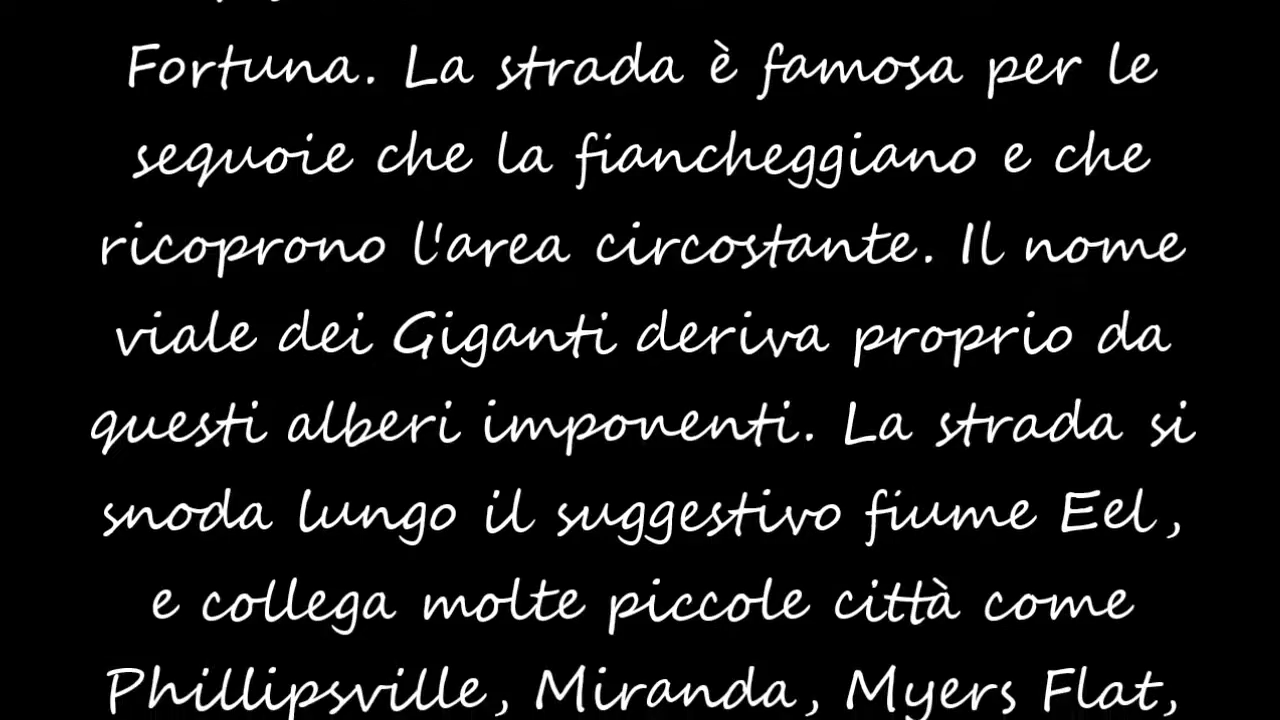 Fortuna. La strada è famosa per le
sequoie che la fiancheggiano e che
ricoprono l'area circostante. Il nome
viale dei Giganti deriva proprio da
questi alberi imponenti. La strada si
snoda lungo il suggestivo fiume Eel,
e collega molte piccole città come
Phillipsville, Miranda, Myers Flat,